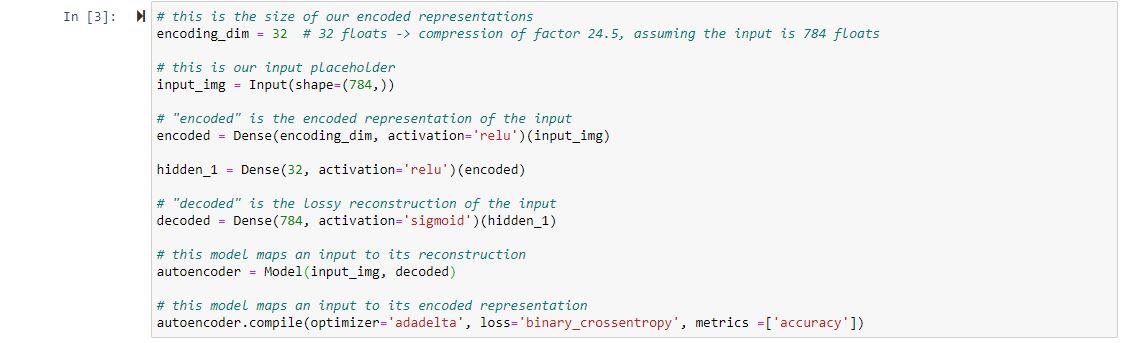 In [3]:
# this is the size of our encoded representations
encoding_dim = 32  # 32 floats -> compression of factor 24.5, assuming the input is 784 floats
# this is our input placeholder
input_img = Input(shape=(784,))
# "encoded" is the encoded representation of the input
encoded = Dense(encoding_dim, activation='relu')(input_img)
hidden_1 = Dense(32, activation='relu')(encoded)
# "decoded" is the lossy reconstruction of the input
decoded = Dense(784, activation='sigmoid')(hidden_1)
# this model maps an input to its reconstruction
autoencoder = Model(input_img, decoded)
# this model maps an input to its encoded representation
autoencoder.compile(optimizer='adadelta', loss='binary_crossentropy', metrics =['accuracy'])